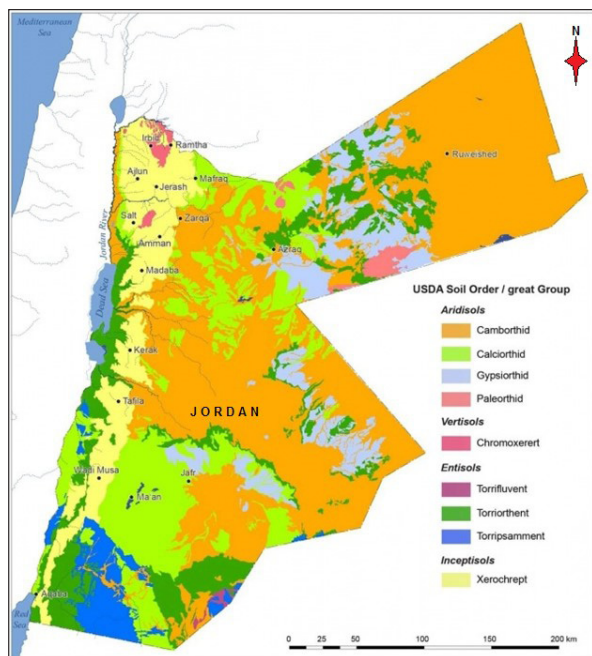 Mediterranean
Sea
N
Irbid
Ramtha
Ajlun
Jerash
Mafraq
Ruweished
Salt
Zarqa
Amman
Azraq
Jordan River
Madaba
Dead Sea
Kerak
Tafila
JORDAN
Wadi Musa
Jafr
Ma'an
Aqaba
Red
Sea
USDA Soil Order / great Group
Aridisols
Camborthid
Calciorthid
Gypsiorthid
Paleorthid
Vertisols
Chromoxerert
Entisols
Torrifluvent
Torriorthent
Torripsamment
Inceptisols
Xerochrept
0 50 100 150 200 km